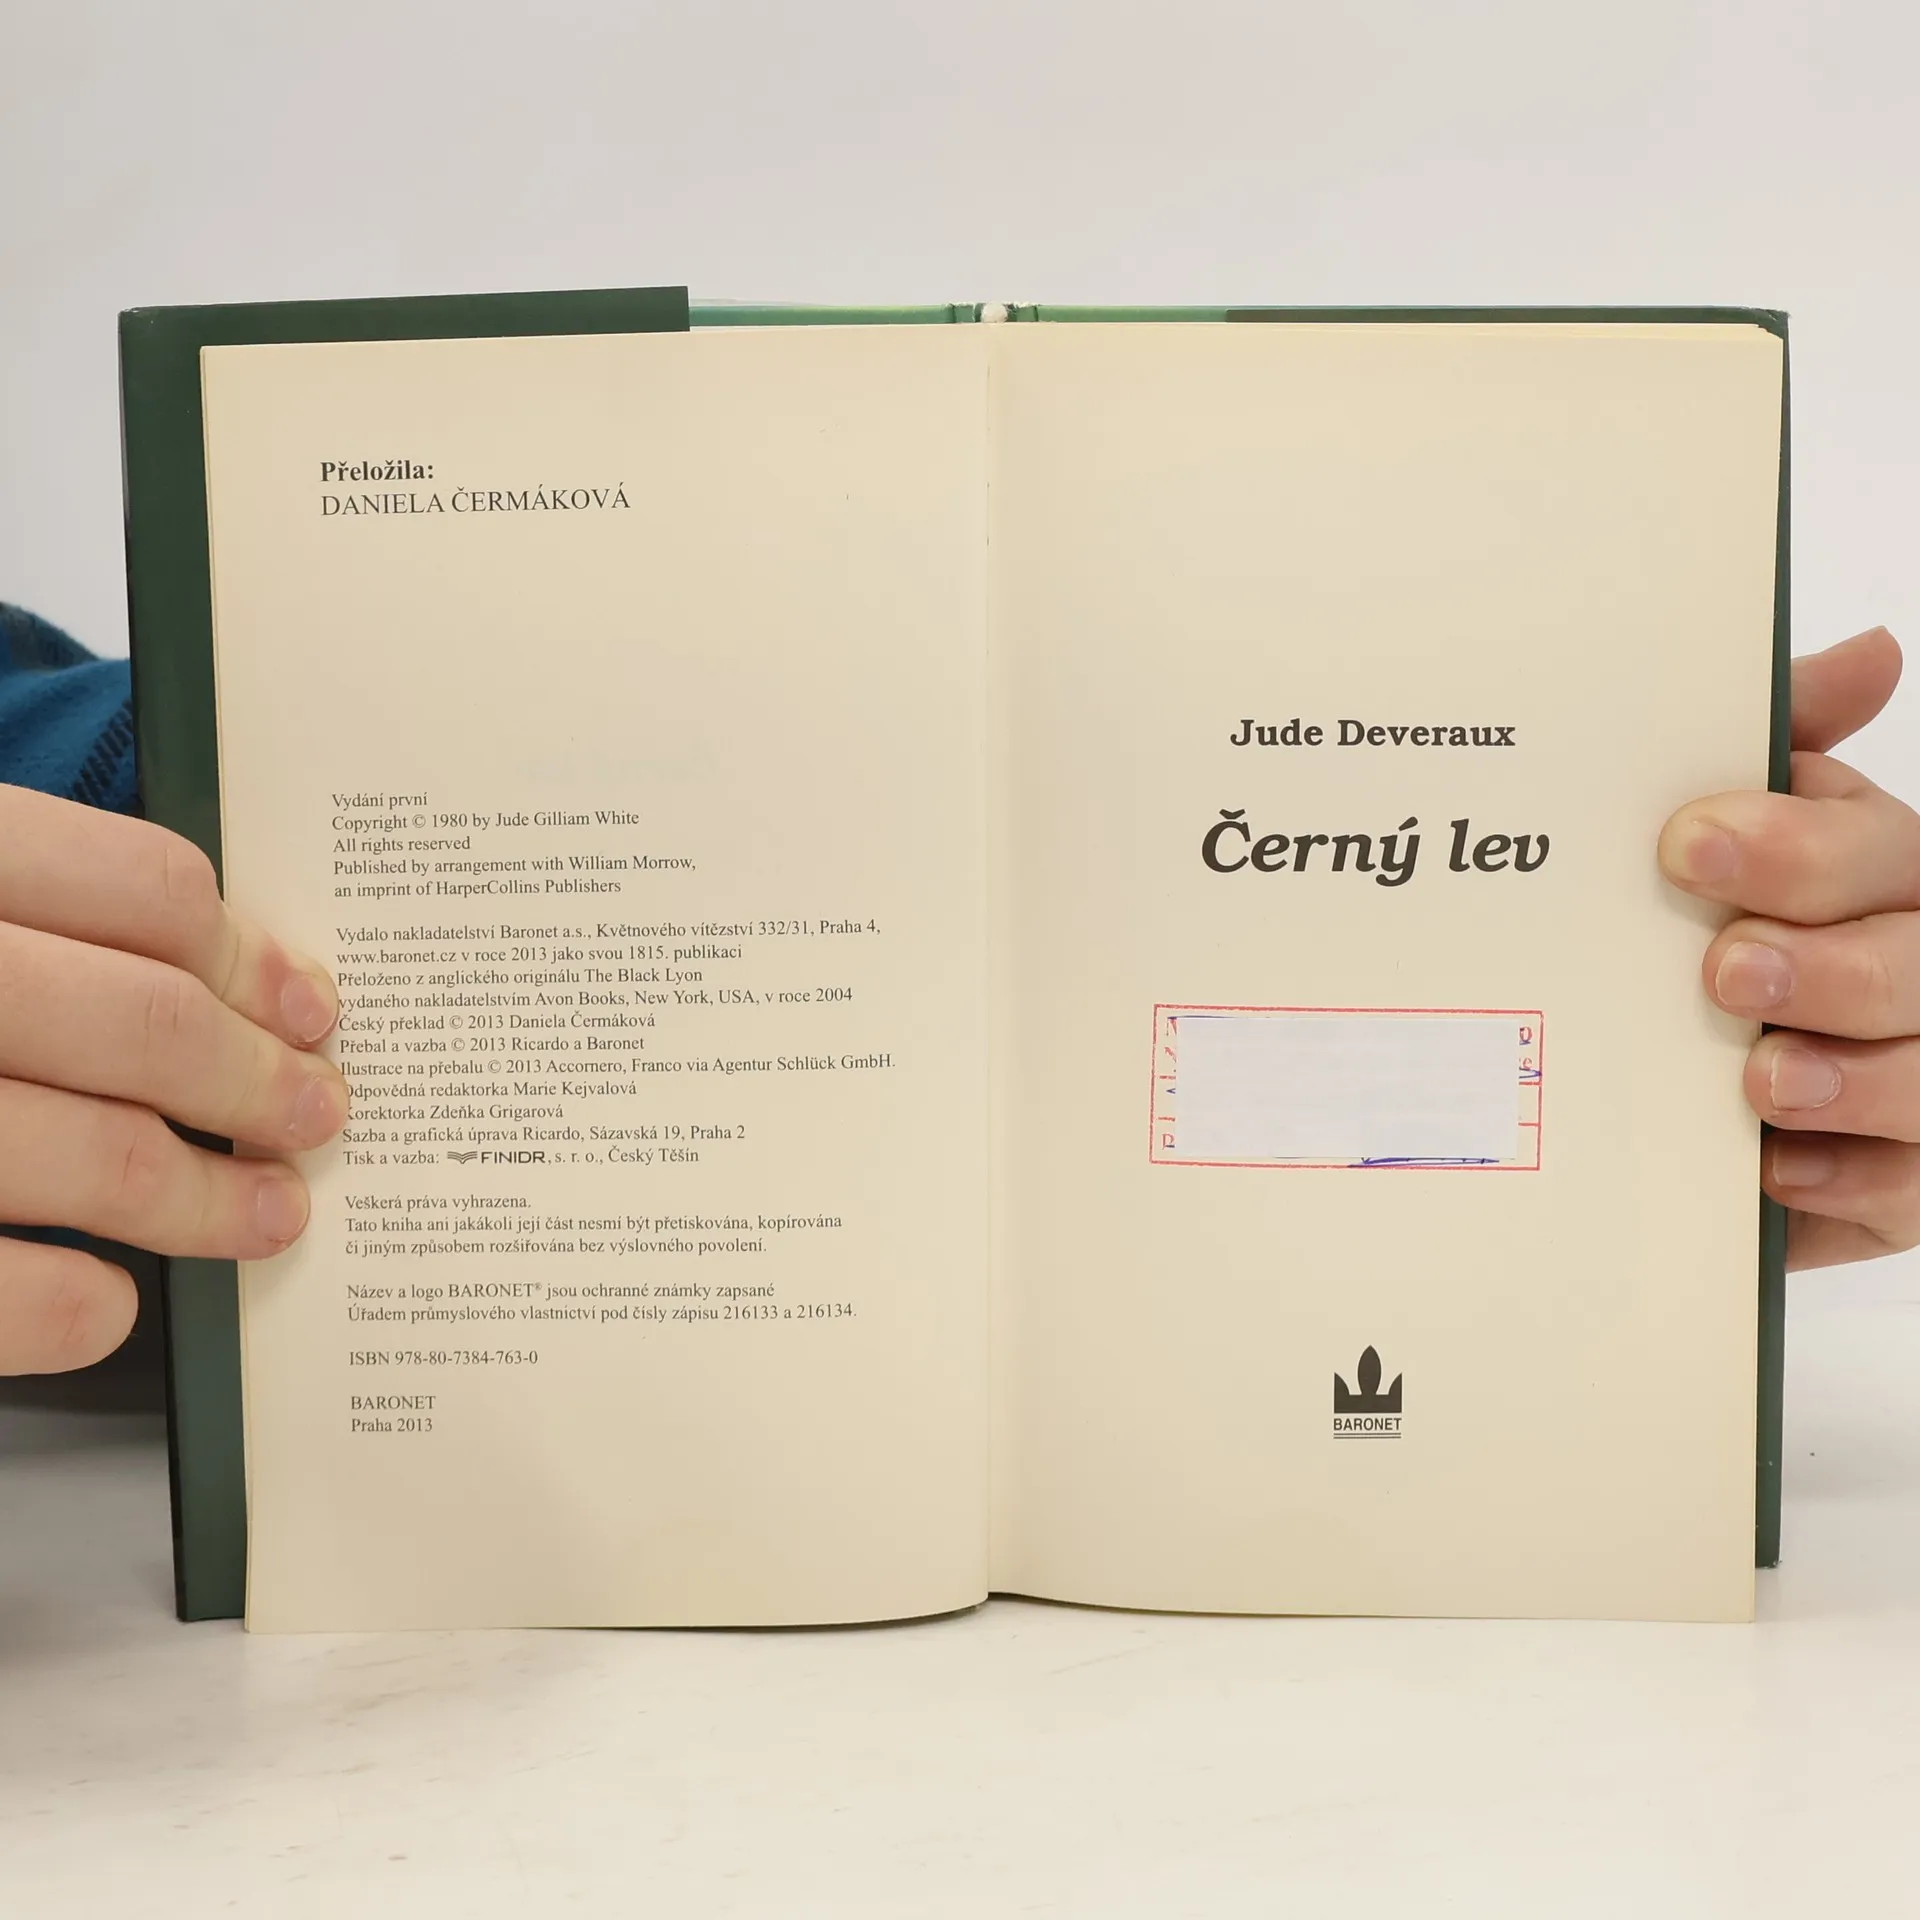 Přeložila:
DANIELA ČERMÁKOVÁ
Vydání první
Copyright © 1980 by Jude Gilliam White
All rights reserved
Published by arrangement with William Morrow,
an imprint of HarperCollins Publishers
Vydalo nakladatelství Baronet a.s., Květnového vítězství 332/31, Praha 4,
www.baronet.cz v roce 2013 jako svou 1815. publikaci
Přeloženo z anglického originálu The Black Lyon
vydaného nakladatelstvím Avon Books, New York, USA, v roce 2004
Český překlad © 2013 Daniela Čermáková
Přebal a vazba © 2013 Ricardo a Baronet
Ilustrace na přebalu © 2013 Accornero, Franco via Agentur Schlück GmbH.
Odpovědná redaktorka Marie Kejvalová
Korektorka Zdeňka Grigarová
Sazba a grafická úprava Ricardo, Sázavská 19, Praha 2
Tisk a vazba: FINIDR, s. r. o., Český Těšín
Veškerá práva vyhrazena.
Tato kniha ani jakákoli její část nesmí být přetiskována, kopírována
či jiným způsobem rozšiřována bez výslovného povolení.
Název a logo BARONET® jsou ochranné známky zapsané
Úřadem průmyslového vlastnictví pod čísly zápisu 216133 a 216134.
ISBN 978-80-7384-763-0
BARONET
Praha 2013
Jude Deveraux
Černý lev
BARONET